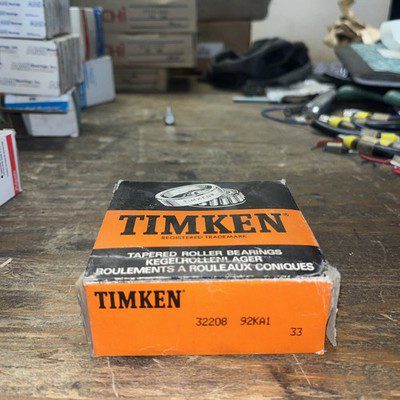 TIMKEN®
REGISTERED TRADEMARK
TAPERED ROLLER BEARINGS
KEGELROLLENLAGER
ROULEMENTS A ROULEAUX CONIQUES
TIMKEN®
32208 92KA1
33